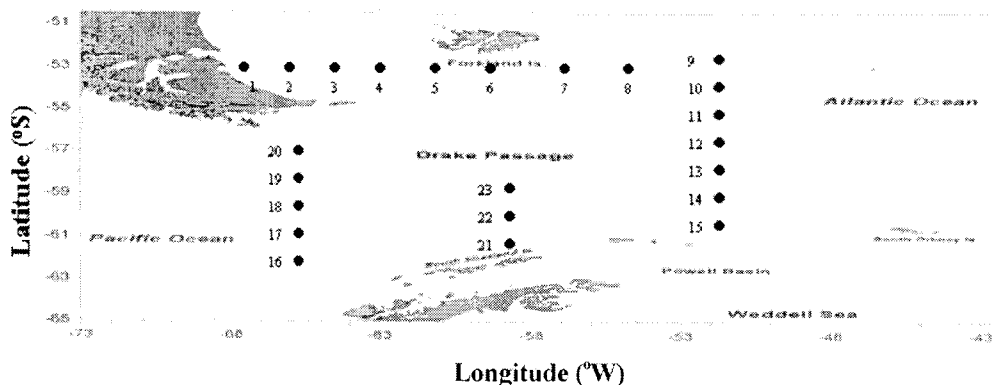 -51
-53
-55
-57
-59
-61
-63
-65
Latitude (°S)
Falkland Is.
1 2 3 4 5 6 7 8
9
10
11
12
13
14
15
Atlantic Ocean
Drake Passage
20
19
18
17
16
23
22
21
Pacific Ocean
Powell Basin
Weddell Sea
-73 -68 -63 -58 -53 -48 -43
Longitude (°W)